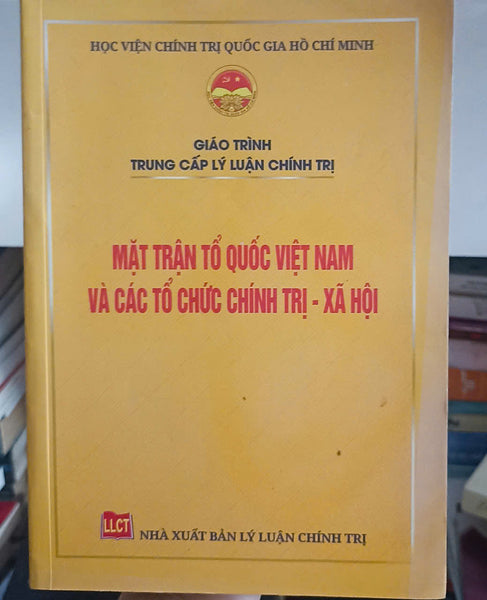 HỌC VIỆN CHÍNH TRỊ QUỐC GIA HỒ CHÍ MINH
GIÁO TRÌNH
TRUNG CẤP LÝ LUẬN CHÍNH TRỊ
MẶT TRẬN TỔ QUỐC VIỆT NAM
VÀ CÁC TỔ CHỨC CHÍNH TRỊ - XÃ HỘI
LLCT
NHÀ XUẤT BẢN LÝ LUẬN CHÍNH TRỊ